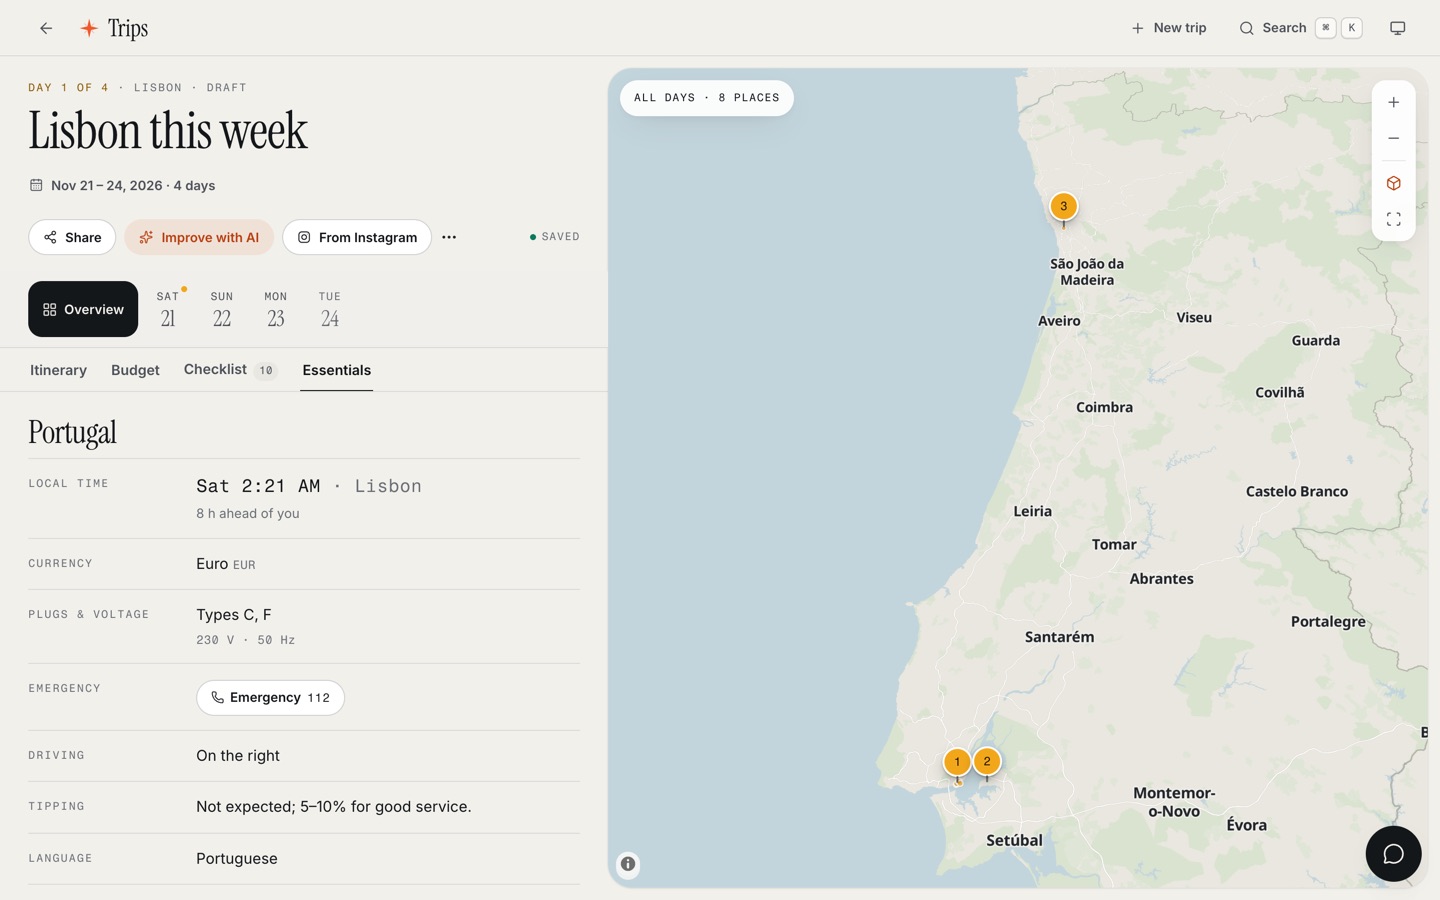 Trips
New trip
Search ⌘ K
DAY 1 OF 4 · LISBON · DRAFT
Lisbon this week
Nov 21 – 24, 2026 · 4 days
Share
Improve with AI
From Instagram
SAVED
Overview
SAT 21
SUN 22
MON 23
TUE 24
Itinerary
Budget
Checklist 10
Essentials
Portugal
LOCAL TIME
Sat 2:21 AM · Lisbon
8 h ahead of you
CURRENCY
Euro EUR
PLUGS & VOLTAGE
Types C, F
230 V · 50 Hz
EMERGENCY
Emergency 112
DRIVING
On the right
TIPPING
Not expected; 5–10% for good service.
LANGUAGE
Portuguese
ALL DAYS · 8 PLACES
3
São João da
Madeira
Aveiro
Viseu
Guarda
Covilhã
Coimbra
Castelo Branco
Leiria
Tomar
Abrantes
Portalegre
Santarém
B
1
2
Montemor-
o-Novo
Évora
Setúbal